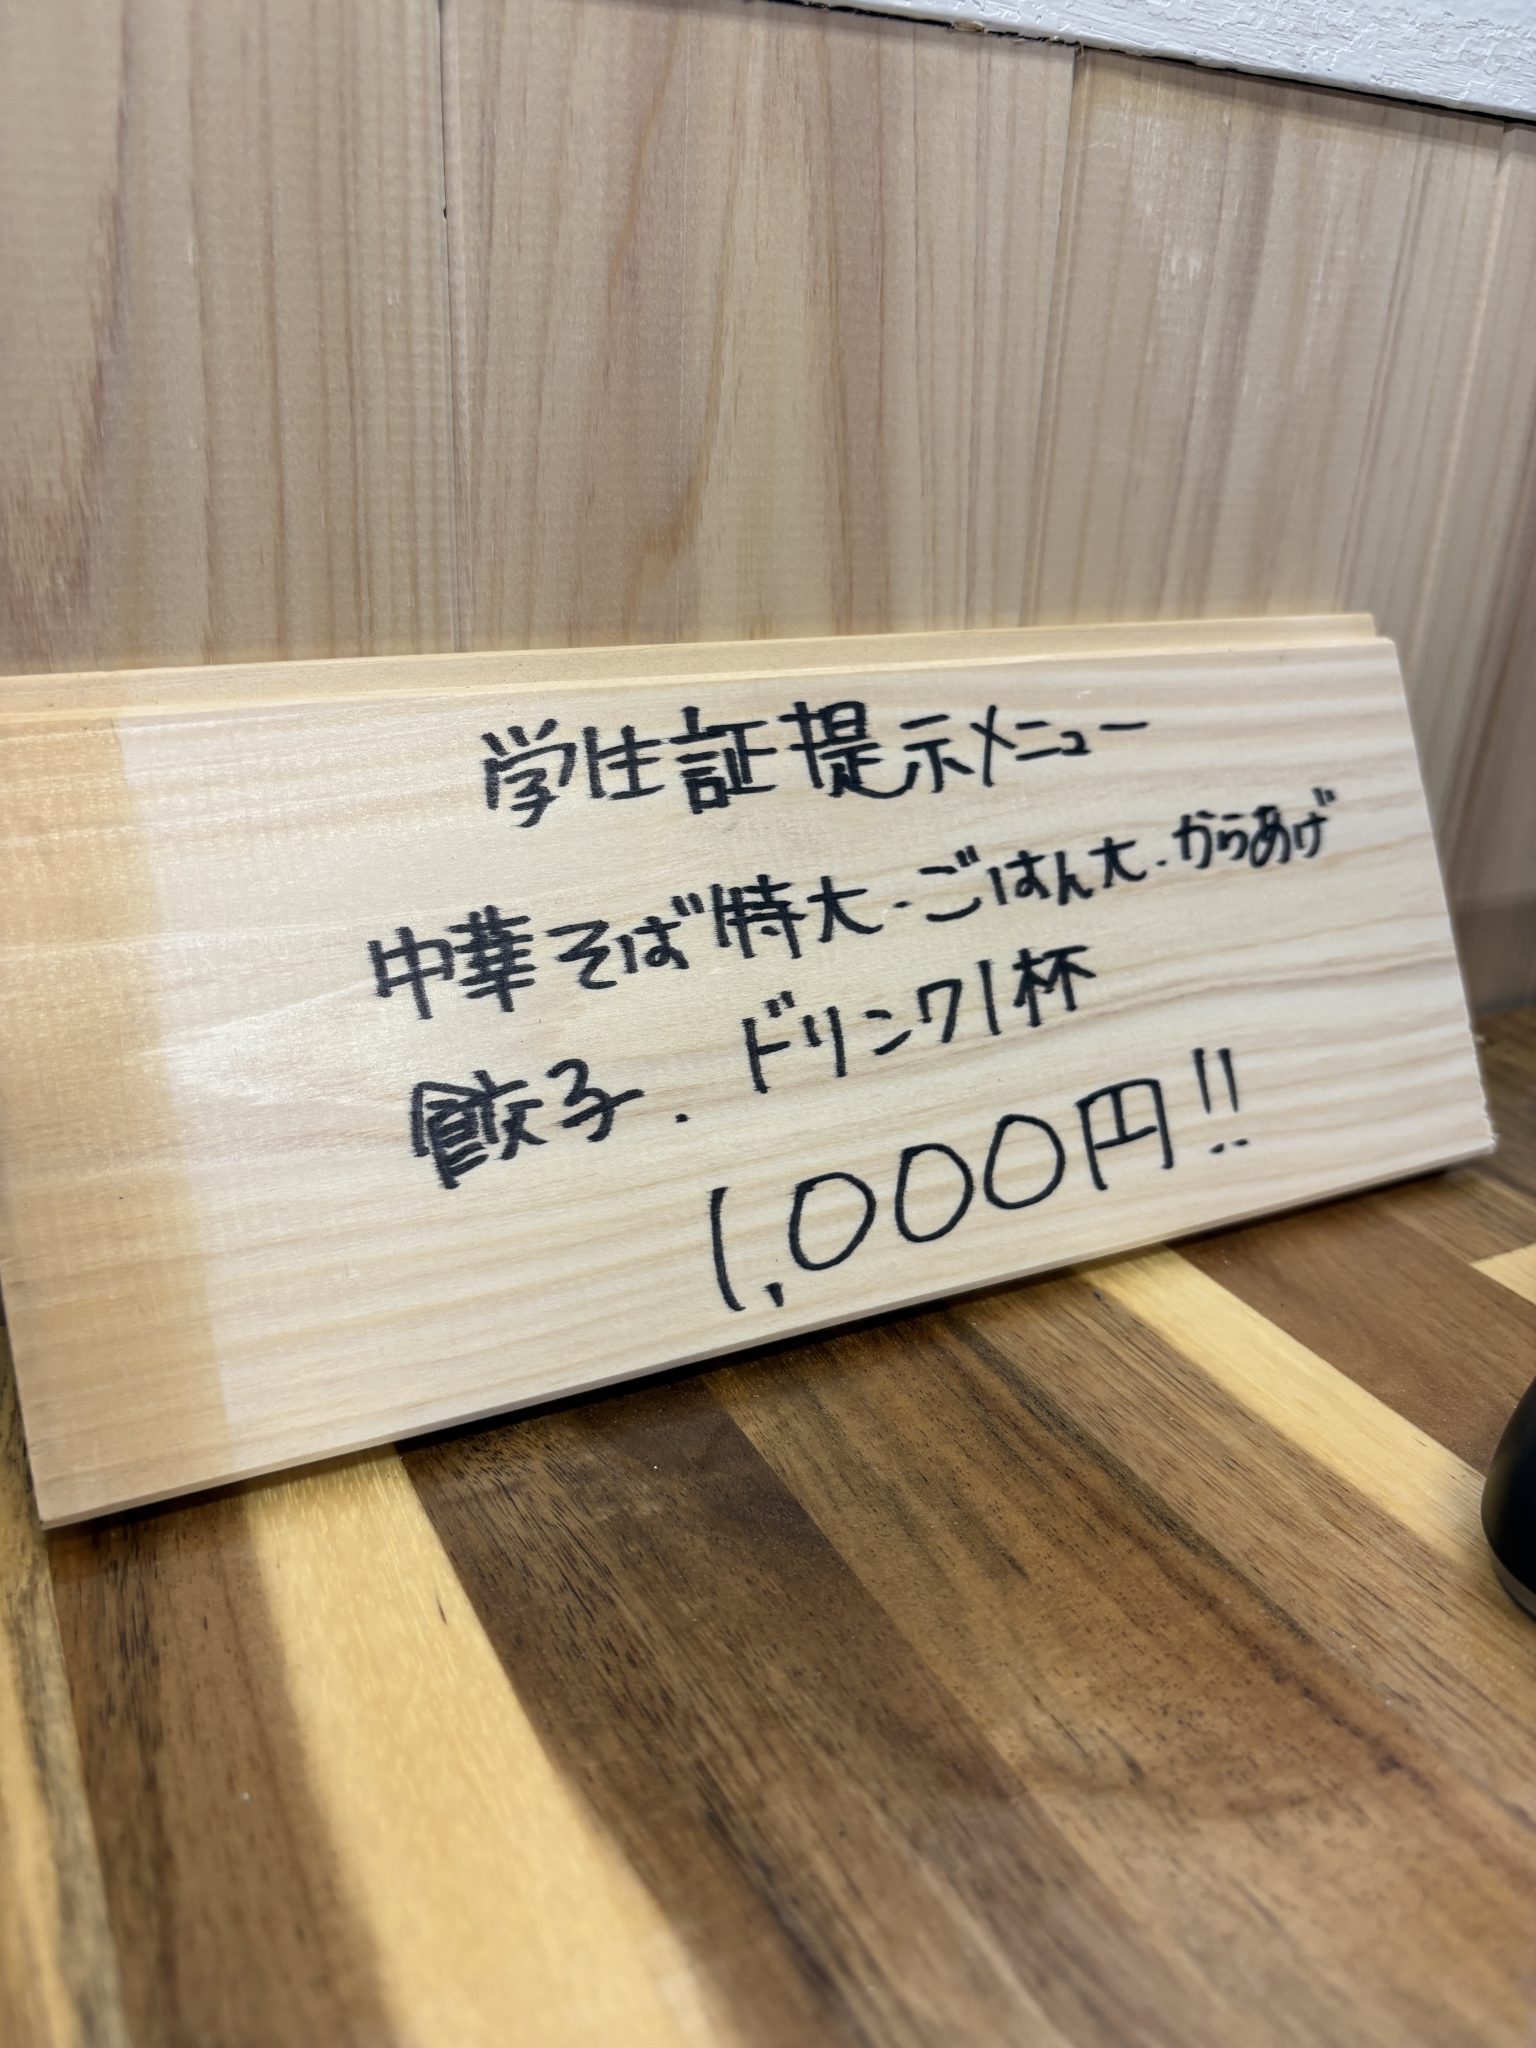 学生証提示メニュー
中華そば特大・ごはん大・からあげ
餃子・ドリンク1杯
1,000円!!